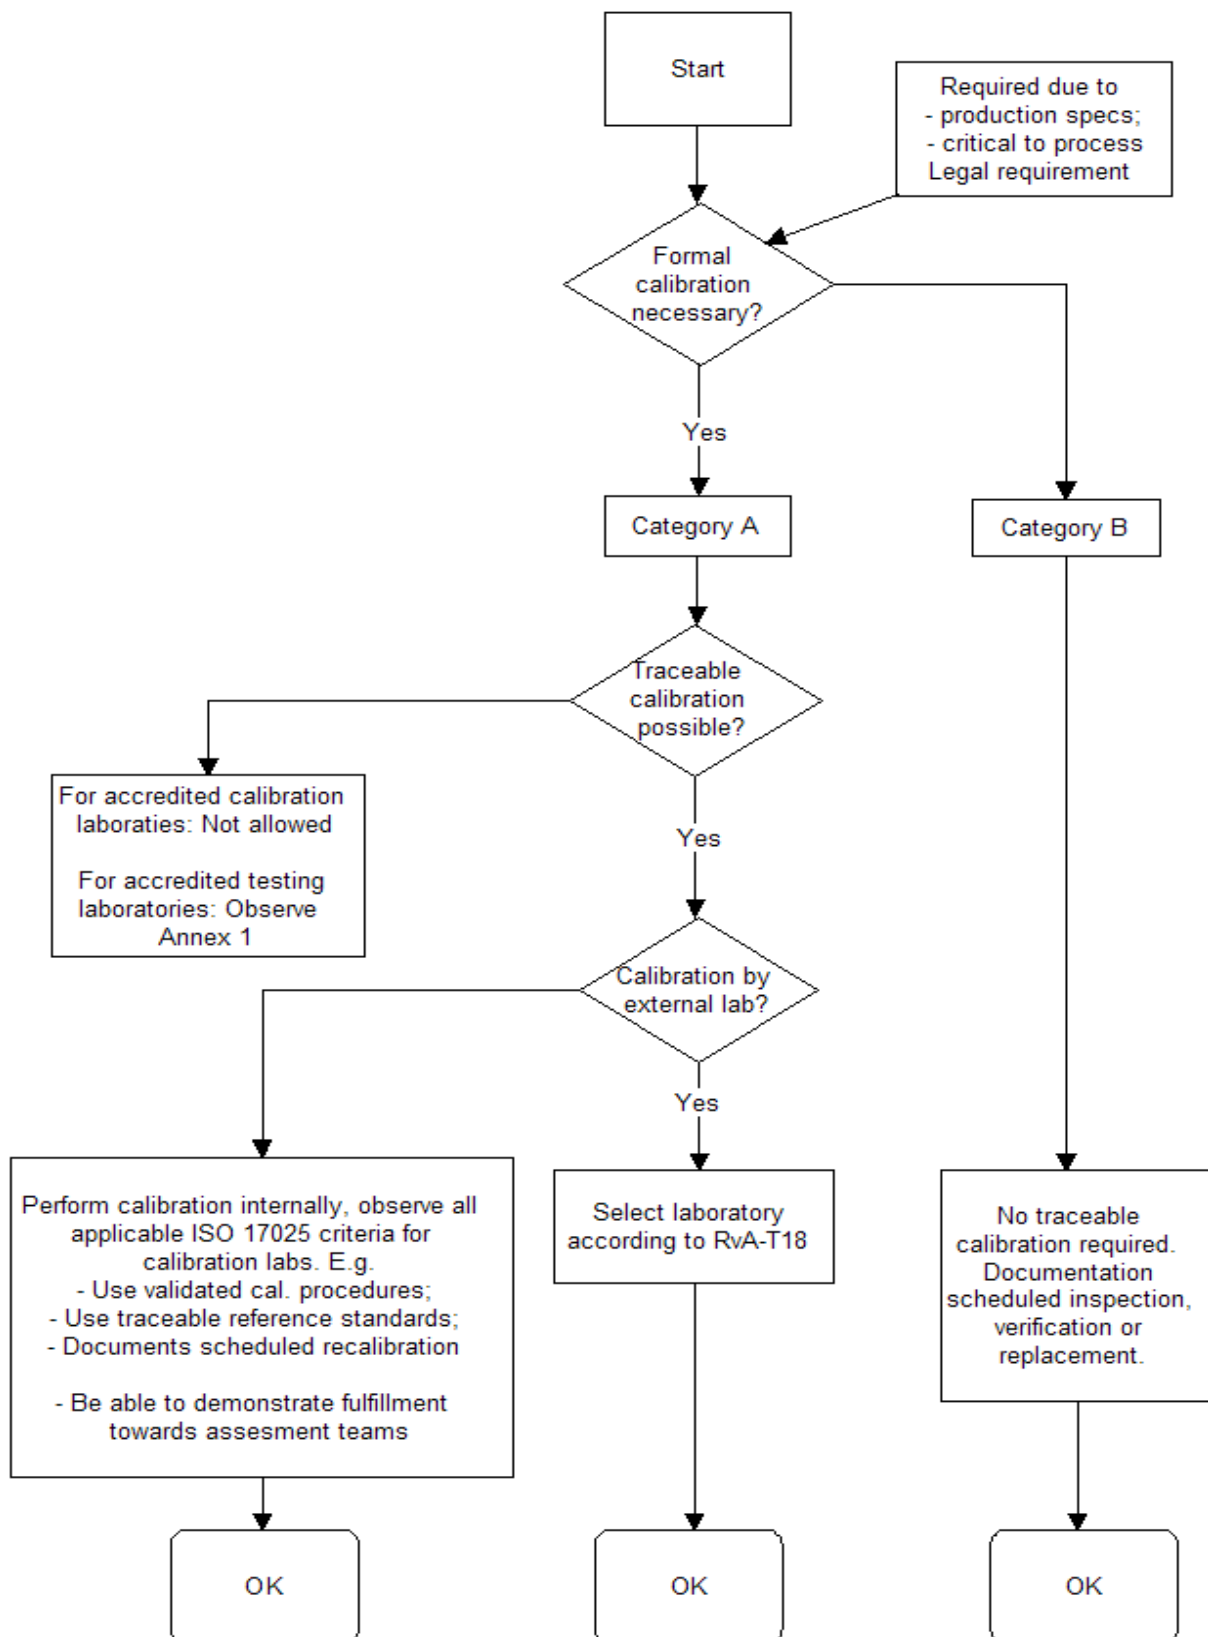 Start
Required due to
- production specs;
- critical to process
Legal requirement
Formal
calibration
necessary?
Yes
Category A
Category B
Traceable
calibration
possible?
For accredited calibration
laboraties: Not allowed
For accredited testing
laboratories: Observe
Annex 1
Yes
Calibration by
external lab?
Yes
Perform calibration internally, observe all
applicable ISO 17025 criteria for
calibration labs. E.g.
- Use validated cal. procedures;
- Use traceable reference standards;
- Documents scheduled recalibration
- Be able to demonstrate fulfillment
towards assesment teams
Select laboratory
according to RvA-T18
No traceable
calibration required.
Documentation
scheduled inspection,
verification or
replacement.
OK
OK
OK